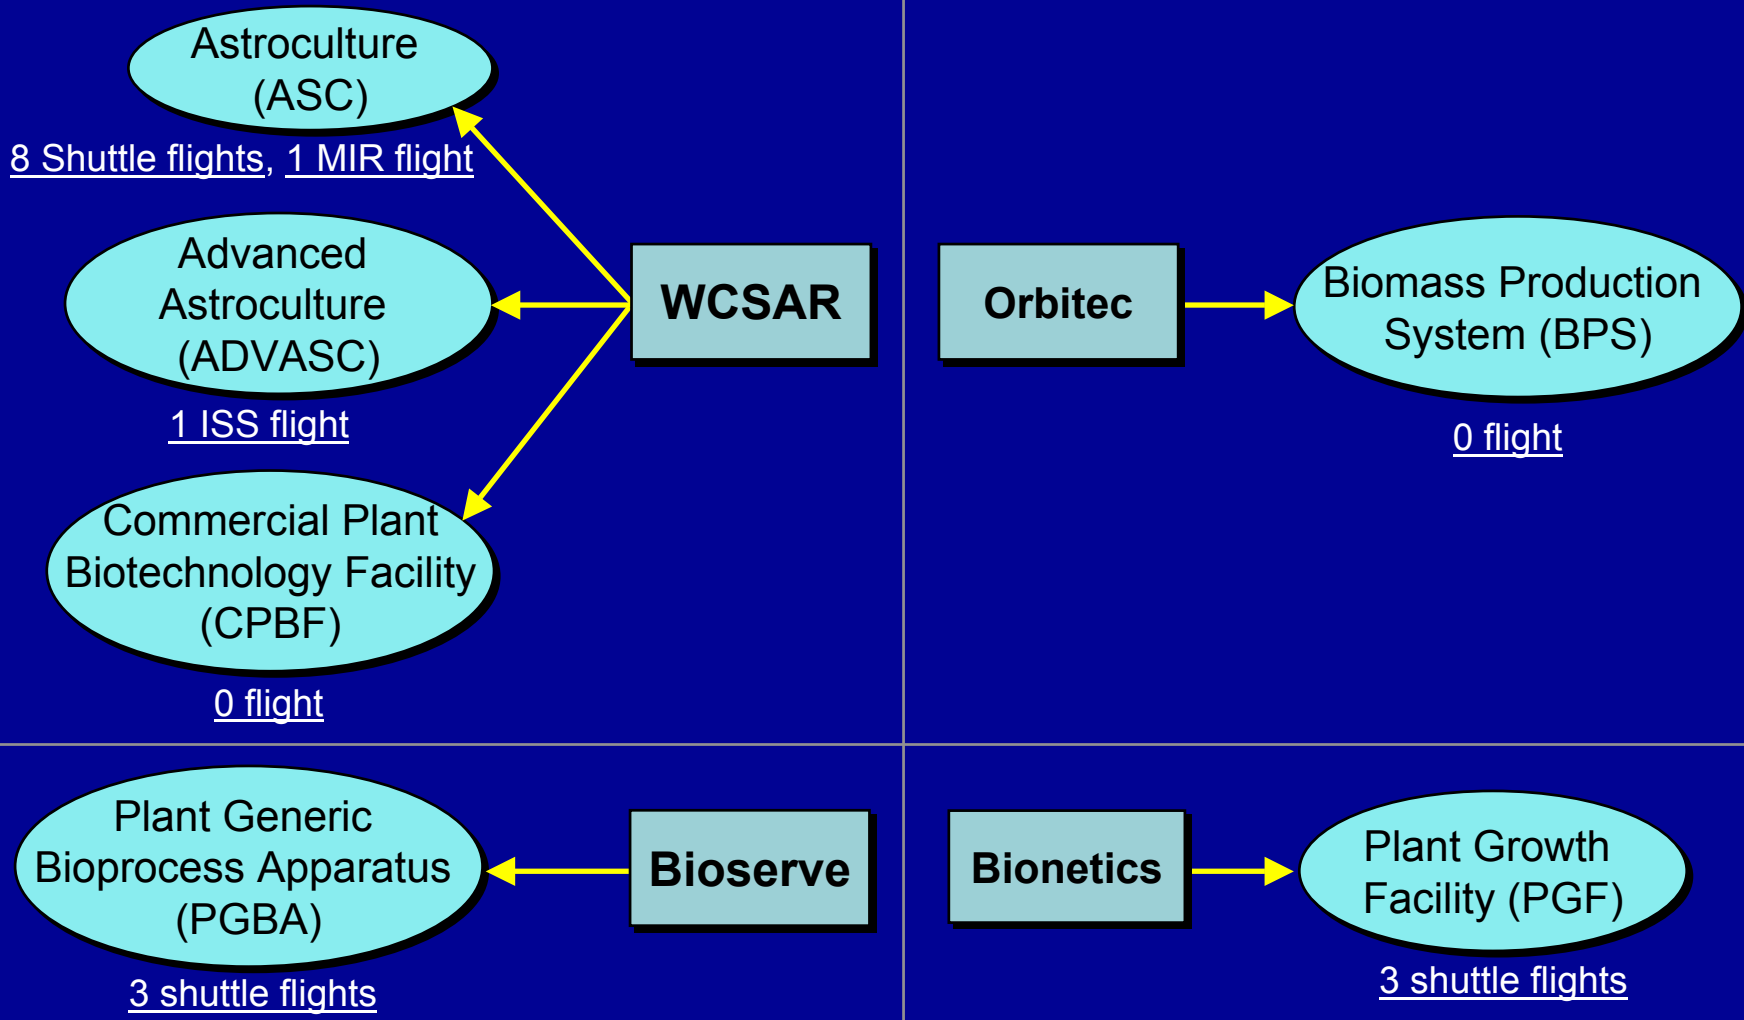 Astroculture
(ASC)
8 Shuttle flights, 1 MIR flight
Advanced
Astroculture
(ADVASC)
1 ISS flight
Commercial Plant
Biotechnology Facility
(CPBF)
0 flight
WCSAR
Orbitec
Biomass Production
System (BPS)
0 flight
Plant Generic
Bioprocess Apparatus
(PGBA)
3 shuttle flights
Bioserve
Bionetics
Plant Growth
Facility (PGF)
3 shuttle flights